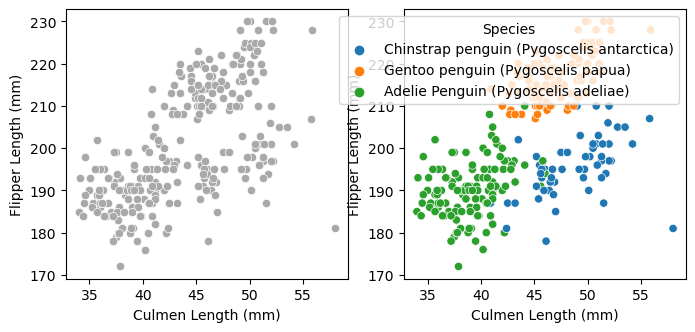 230
220
210
200
190
180
170
35 40 45 50 55
Culmen Length (mm)
Flipper Length (mm)
Species
Chinstrap penguin (Pygoscelis antarctica)
Gentoo penguin (Pygoscelis papua)
Adelie Penguin (Pygoscelis adeliae)
230
220
210
200
190
180
170
35 40 45 50 55
Culmen Length (mm)
Flipper Length (mm)